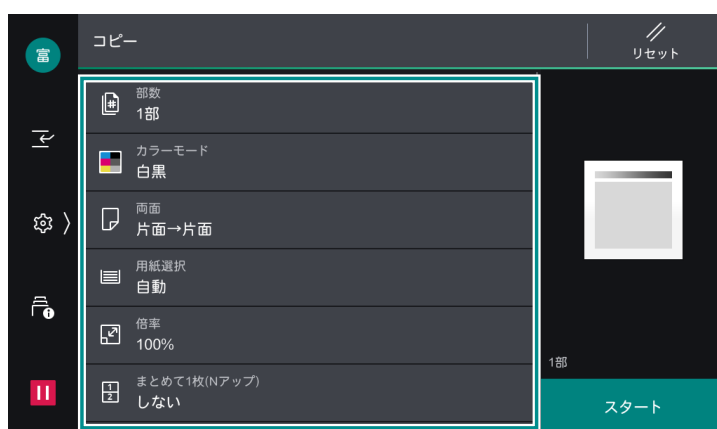 富
コピー
リセット
部数
1部
カラーモード
白黒
両面
片面→片面
用紙選択
自動
倍率
100%
まとめて1枚(Nアップ)
しない
1
2
1部
スタート